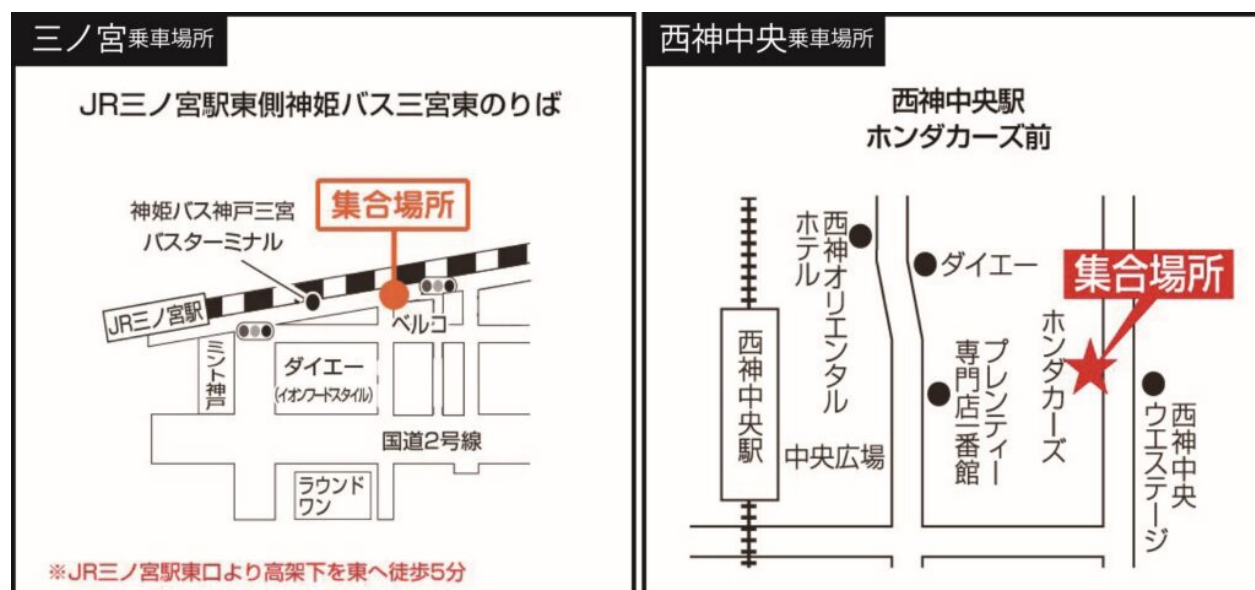 三ノ宮乗車場所
JR三ノ宮駅東側神姫バス三宮東のりば
集合場所
神姫バス神戸三宮
バスターミナル
JR三ノ宮駅
ベルコ
ミント神戸
ダイエー
(イオンフードスタイル)
国道2号線
ラウンド
ワン
※JR三ノ宮駅東口より高架下を東へ徒歩5分
西神中央乗車場所
西神中央駅
ホンダカーズ前
西神オリエンタル
ホテル
ダイエー
集合場所
ホンダカーズ
西神中央駅
プレンティー
専門店一番館
中央広場
西神中央
ウエステージ